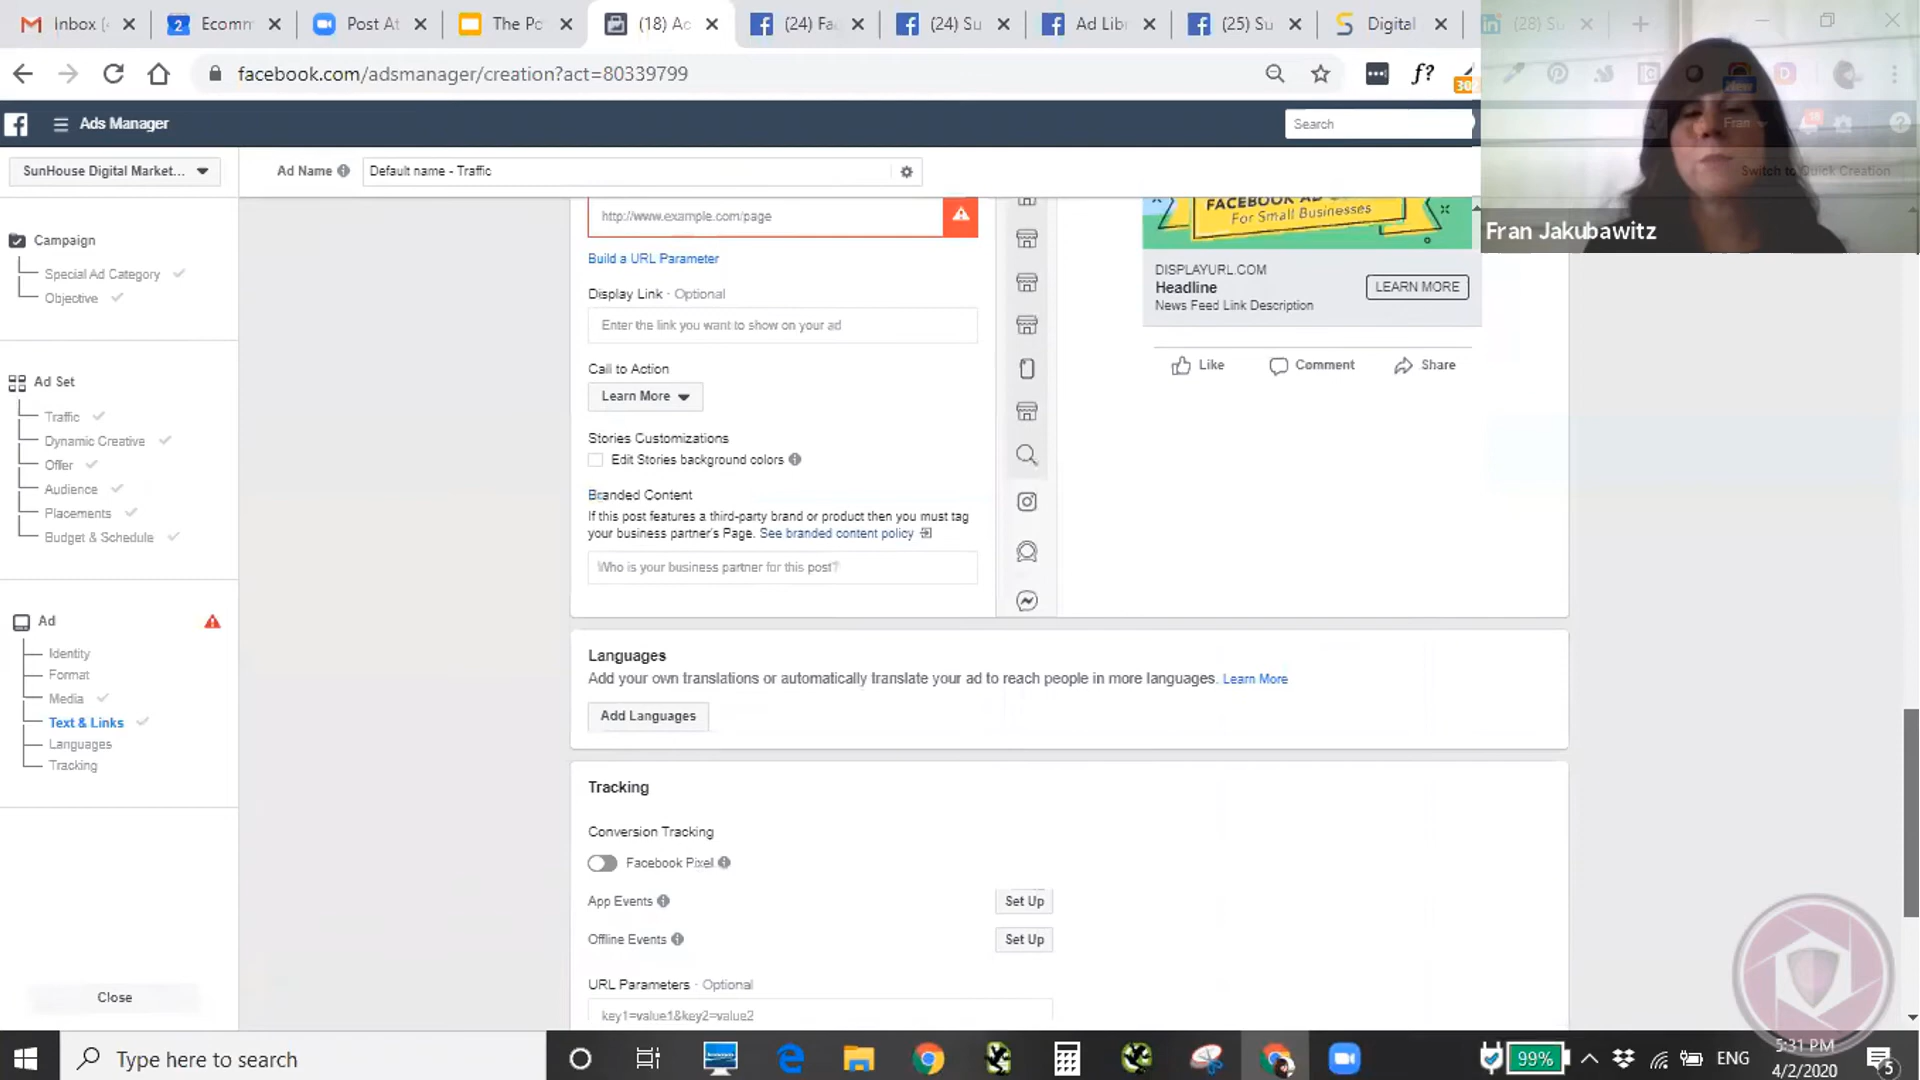 Inbox (
Ecomm
Post At
The Po
(18) Ac
(24) Fa
(24) Su
Ad Lib
(25) Su
Digital
(28) Su
facebook.com/adsmanager/creation?act=80339799
f?
Ads Manager
Search
Fran
SunHouse Digital Market...
Ad Name
Default name - Traffic
Switch to Quick Creation
Fran Jakubawitz
Campaign
Special Ad Category
Objective
Ad Set
Traffic
Dynamic Creative
Offer
Audience
Placements
Budget & Schedule
Ad
Identity
Format
Media
Text & Links
Languages
Tracking
Close
http://www.example.com/page
Build a URL Parameter
Display Link · Optional
Enter the link you want to show on your ad
Call to Action
Learn More
Stories Customizations
Edit Stories background colors
Branded Content
If this post features a third-party brand or product then you must tag
your business partner's Page. See branded content policy
Who is your business partner for this post?
FACEBOOK AD
For Small Businesses
DISPLAYURL.COM
Headline
News Feed Link Description
LEARN MORE
Like
Comment
Share
Languages
Add your own translations or automatically translate your ad to reach people in more languages. Learn More
Add Languages
Tracking
Conversion Tracking
Facebook Pixel
App Events
Set Up
Offline Events
Set Up
URL Parameters · Optional
key1=value1&key2=value2
Type here to search
99%
ENG
5:31 PM
4/2/2020
5